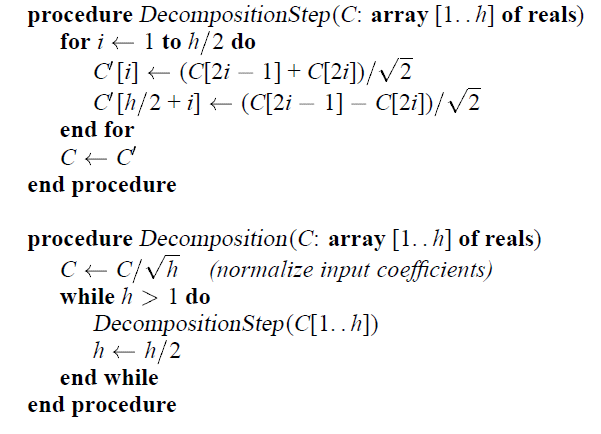 procedure DecompositionStep(C: array [1. . h] of reals)
for i ← 1 to h/2 do
C′[i] ← (C[2i − 1] + C[2i])/√2
C′[h/2 + i] ← (C[2i − 1] − C[2i])/√2
end for
C ← C′
end procedure
procedure Decomposition(C: array [1. . h] of reals)
C ← C/√h (normalize input coefficients)
while h > 1 do
DecompositionStep(C[1. . h])
h ← h/2
end while
end procedure